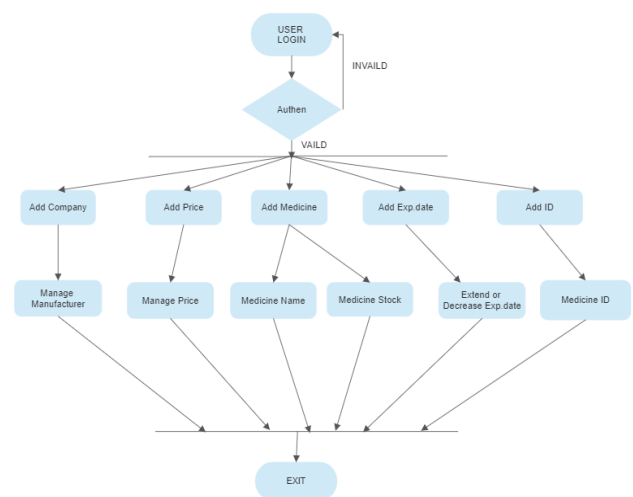 USER
LOGIN
INVAILD
Authen
VAILD
Add Company
Add Price
Add Medicine
Add Exp.date
Add ID
Manage
Manufacturer
Manage Price
Medicine Name
Medicine Stock
Extend or
Decrease Exp.date
Medicine ID
EXIT